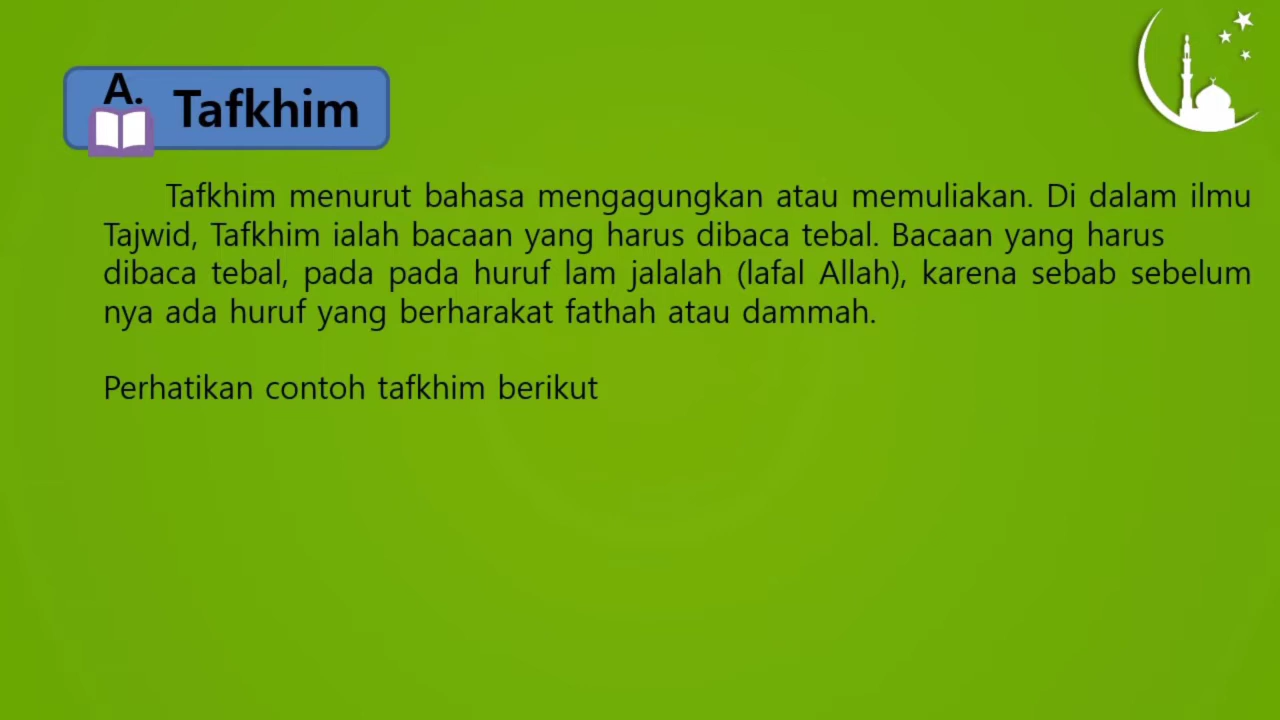 A.
Tafkhim
Tafkhim menurut bahasa mengagungkan atau memuliakan. Di dalam ilmu
Tajwid, Tafkhim ialah bacaan yang harus dibaca tebal. Bacaan yang harus
dibaca tebal, pada pada huruf lam jalalah (lafal Allah), karena sebab sebelum
nya ada huruf yang berharakat fathah atau dammah.
Perhatikan contoh tafkhim berikut